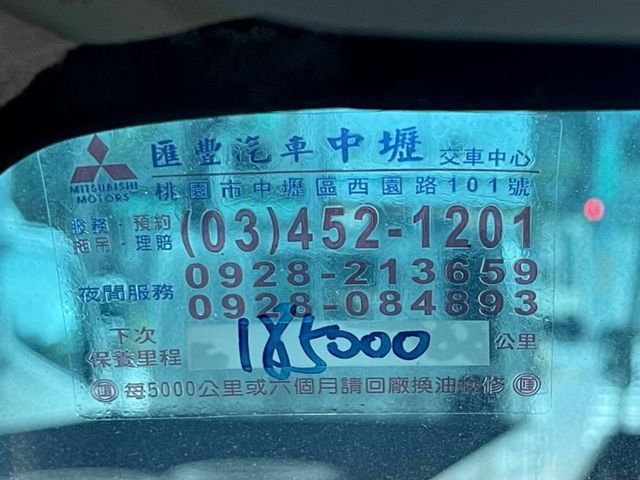 匯豐汽車中壢 交車中心
MITSUBISHI
MOTORS
桃園市中壢區西園路101號
服務·預約
拖吊·理賠
(03)452-1201
夜間服務
0928-213659
0928-084893
下次
保養里程
185000
公里
匯 每5000公里或六個月請回廠換油檢修 匯